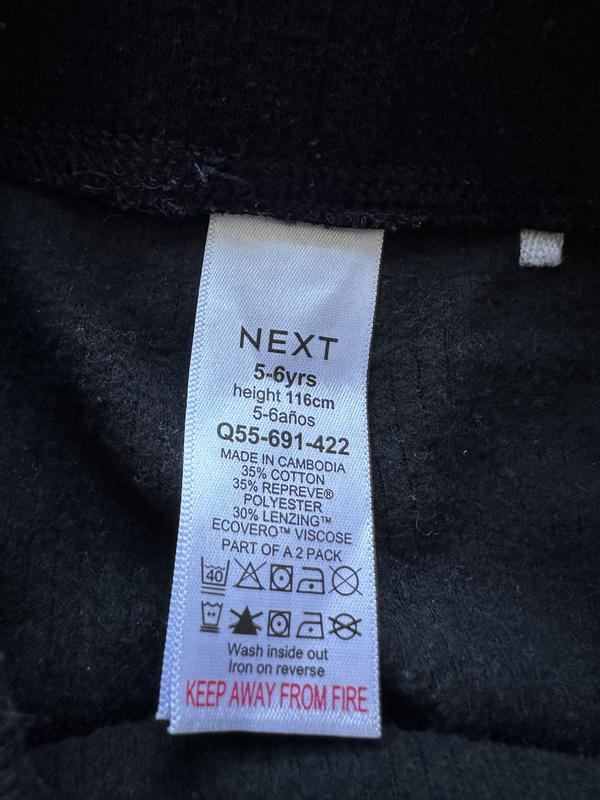 NEXT
5-6yrs
height 116cm
5-6años
Q55-691-422
MADE IN CAMBODIA
35% COTTON
35% REPREVE®
POLYESTER
30% LENZING™
ECOVERO™ VISCOSE
PART OF A 2 PACK
40
Wash inside out
Iron on reverse
KEEP AWAY FROM FIRE